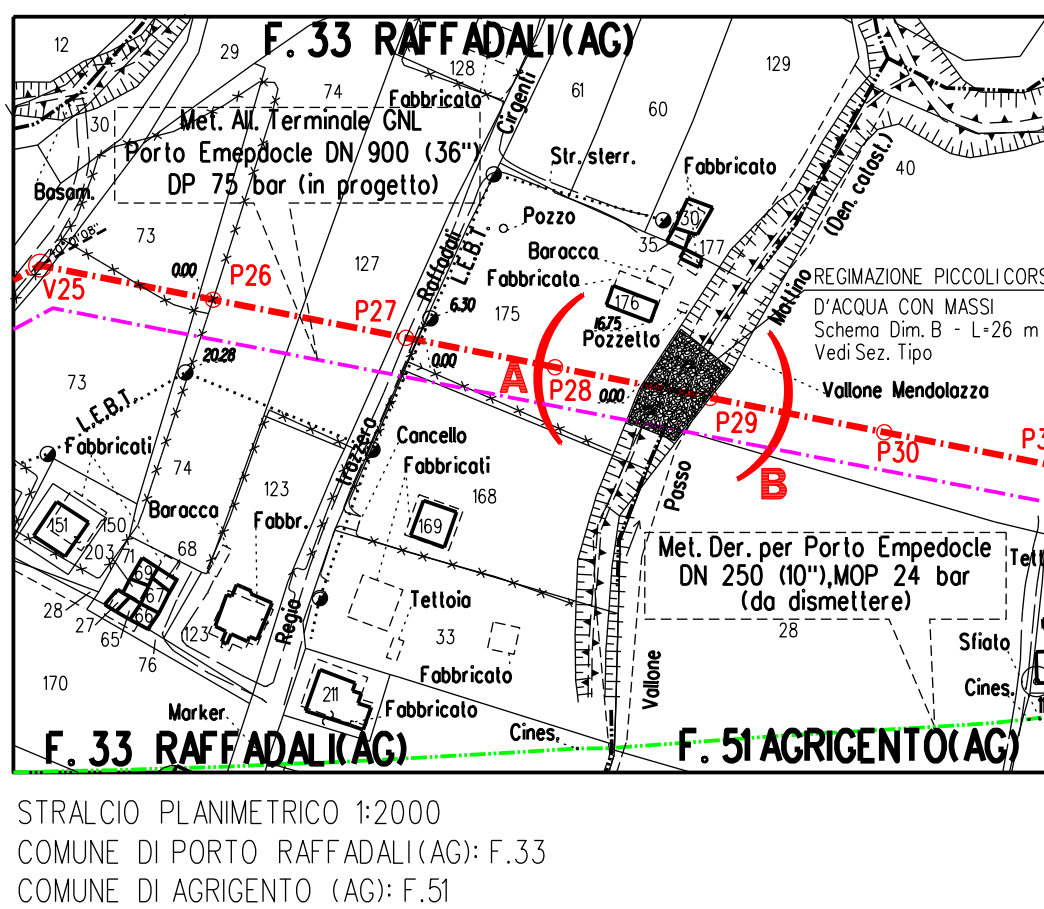 F. 33 RAFFADALI(AG)
12
29
74
128
Fabbricato
Cirgenti
61
60
129
30
Met. All. Terminale GNL
Porto Emepdocle DN 900 (36")
DP 75 bar (in progetto)
Str. sterr.
Fabbricato
(Den. catast.)
40
Basam.
73
127
Raffadali
L.E.B.T.
Pozzo
Baracca
Fabbricato
130
35
177
Mollino
0.00
V25
P26
P27
6.30
175
176
16.75
Pozzetto
REGIMAZIONE PICCOLI CORS
D'ACQUA CON MASSI
Schema Dim. B - L=26 m
Vedi Sez. Tipo
20.28
0.00
A
P28
0.00
P29
Vallone Mendolazza
73
L.E.B.T.
Fabbricati
74
P30
P3
B
Trazzera
Cancello
Fabbricati
168
Passo
123
Baracca
Fabbr.
151
150
203
71
69
67
66
68
169
Met. Der. per Porto Empedocle
DN 250 (10"),MOP 24 bar
(da dismettere)
Tett
28
27
65
76
123
Regia
Tettoia
33
28
Sfiato
170
211
Fabbricato
Vallone
Cines.
Marker
Fabbricato
Cines.
F. 33 RAFFADALI(AG)
F. 51 AGRIGENTO(AG)
STRALCIO PLANIMETRICO 1:2000
COMUNE DI PORTO RAFFADALI(AG): F.33
COMUNE DI AGRIGENTO (AG): F.51